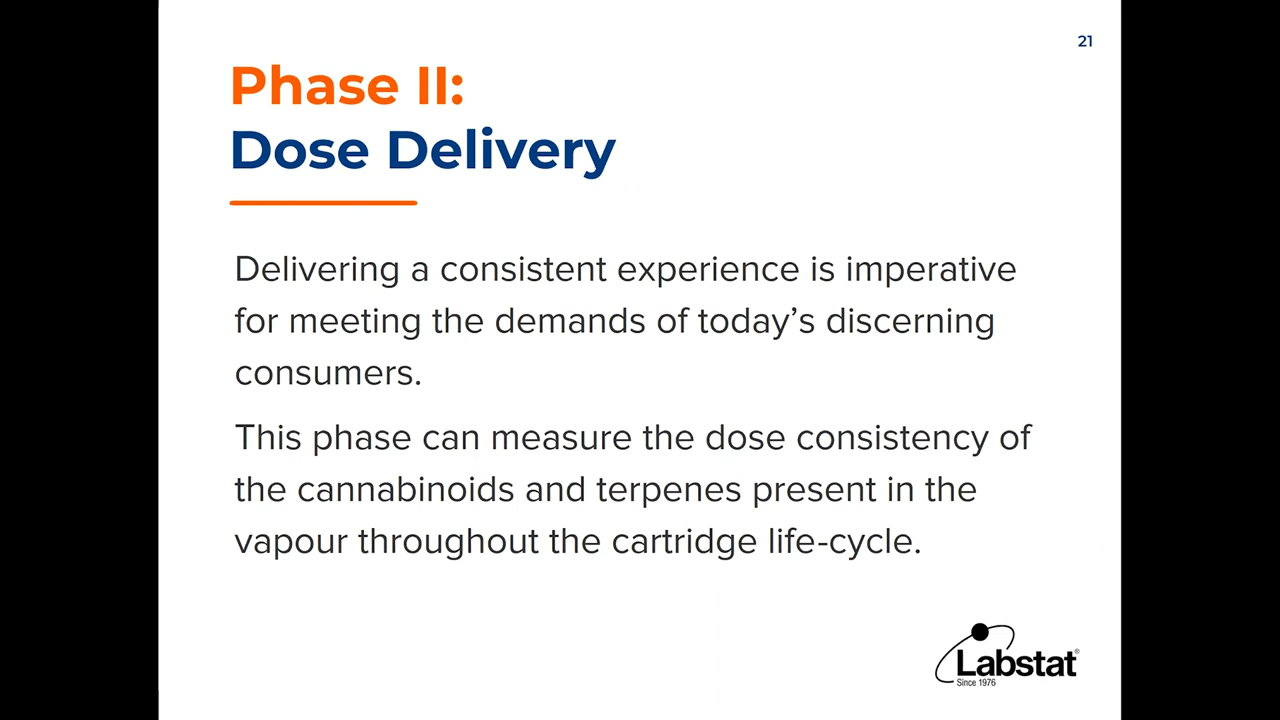 21
Phase II:
Dose Delivery
Delivering a consistent experience is imperative
for meeting the demands of today’s discerning
consumers.
This phase can measure the dose consistency of
the cannabinoids and terpenes present in the
vapour throughout the cartridge life-cycle.
Labstat®
Since 1976